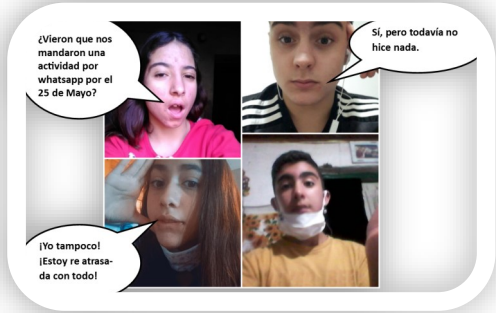 ¿Vieron que nos
mandaron una
actividad por
whatsapp por el
25 de Mayo?
Sí, pero todavía no
hice nada.
¡Yo tampoco!
¡Estoy re atrasa-
da con todo!